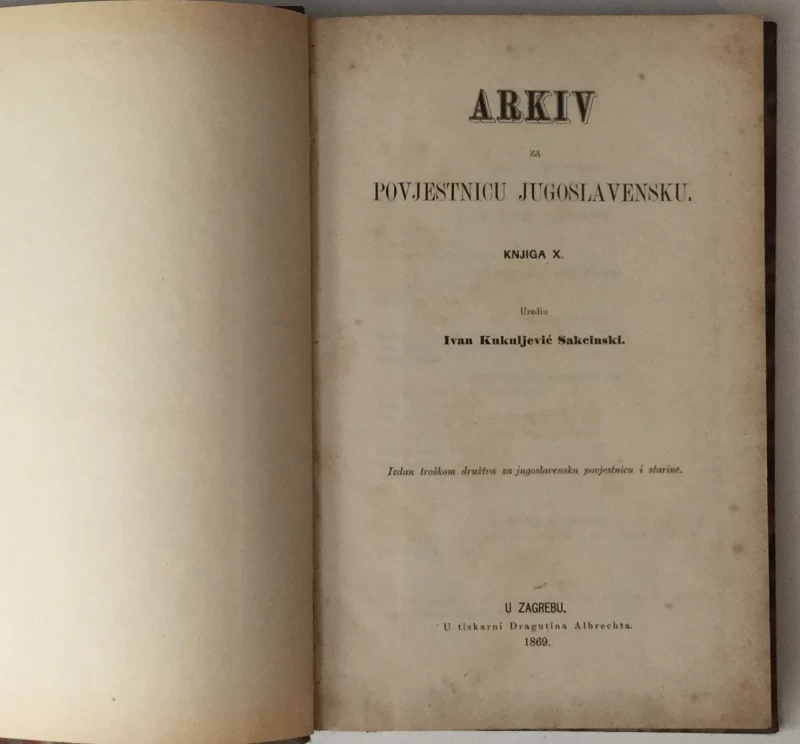 ARKIV
za
POVJESTNICU JUGOSLAVENSKU.
KNJIGA X.
Uredio
Ivan Kukuljević Sakcinski.
Izdan troškom družtva za jugoslavensku povjestnicu i starine.
U ZAGREBU.
U tiskarni Dragutina Albrechta.
1869.